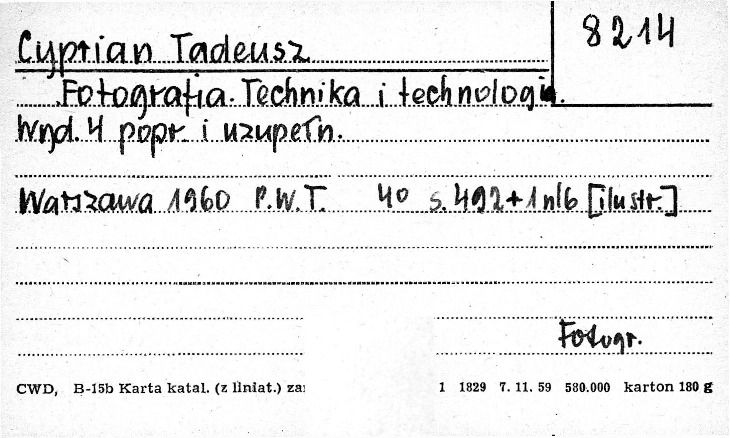 8214
Cyprian Tadeusz
Fotografia. Technika i technologia.
Wyd. 4 popr. i uzupełn.
Warszawa 1960 P.W.T. 4° s. 492+1 nlb [ilustr.]
Fotogr.
CWD, B-15b Karta katal. (z liniat.) za
1 1829 7. 11. 59 580.000 karton 180 g